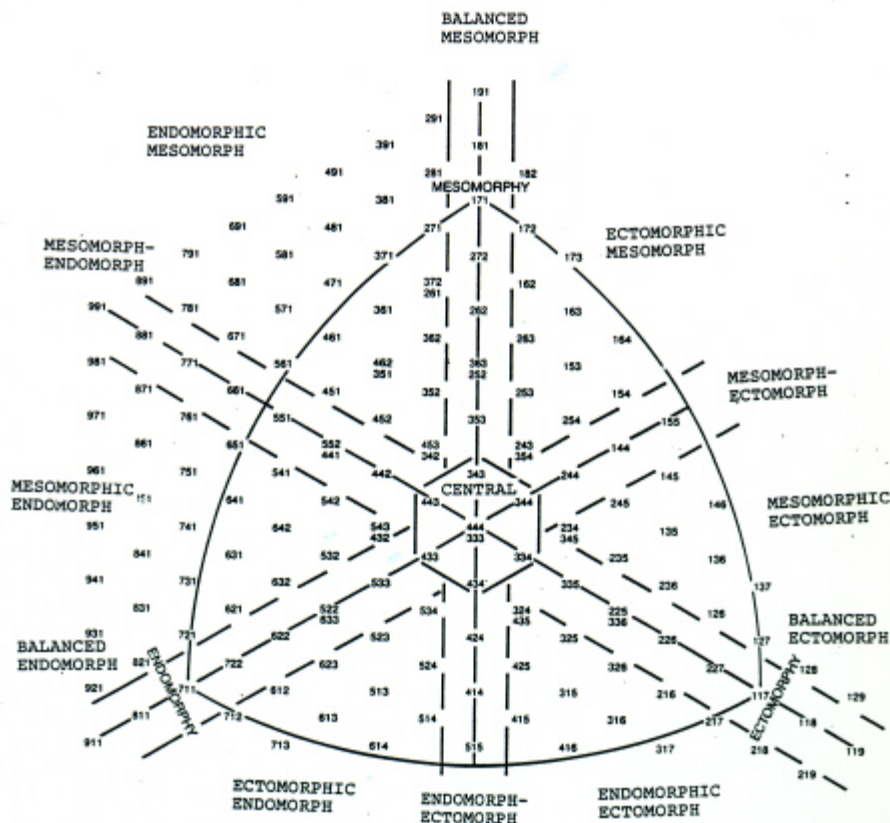 BALANCED
MESOMORPH
191
291
ENDOMORPHIC
MESOMORPH
391 181
491 281 182
MESOMORPHY
591 381 171
691 481 271 172
ECTOMORPHIC
MESOMORPH
MESOMORPH-
ENDOMORPH
791 581 371 272 173
891 681 471 372 162
261
991 781 571 361 262 163
881 671 461 362 263 164
981 771 561 462 363 153
351 252
MESOMORPH-
ECTOMORPH
871 661 451 352 253 154
971 761 551 452 353 254 155
861 651 552 453 243 144
441 342 354
961 751 541 442 343 244 145
MESOMORPHIC
ENDOMORPH
CENTRAL
MESOMORPHIC
ECTOMORPH
641 542 443 344 245 146
951 741 642 543 444 234 135
432 333 345
841 631 532 433 334 235 136
941 731 632 533 434 335 236 137
831 621 522 534 324 225 126
633 435 336
931 721 622 523 424 325 226 127
BALANCED
ENDOMORPH
BALANCED
ECTOMORPH
821 722 623 524 425 326 227 128
921 711 612 513 414 315 216 117 129
ENDOMORPHY
ECTOMORPHY
811 712 613 514 415 316 217 118
911 713 614 515 416 317 218 119
219
ECTOMORPHIC
ENDOMORPH
ENDOMORPH-
ECTOMORPH
ENDOMORPHIC
ECTOMORPH